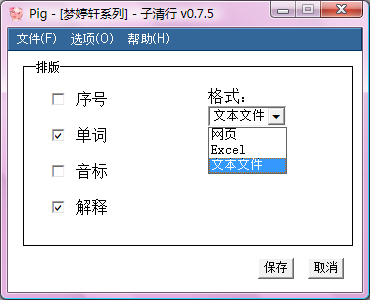 Pig - [梦婷轩系列] - 子清行 v0.7.5
文件(F) 选项(O) 帮助(H)
排版
序号
单词
音标
解释
格式:
文本文件
网页
Excel
文本文件
保存 取消